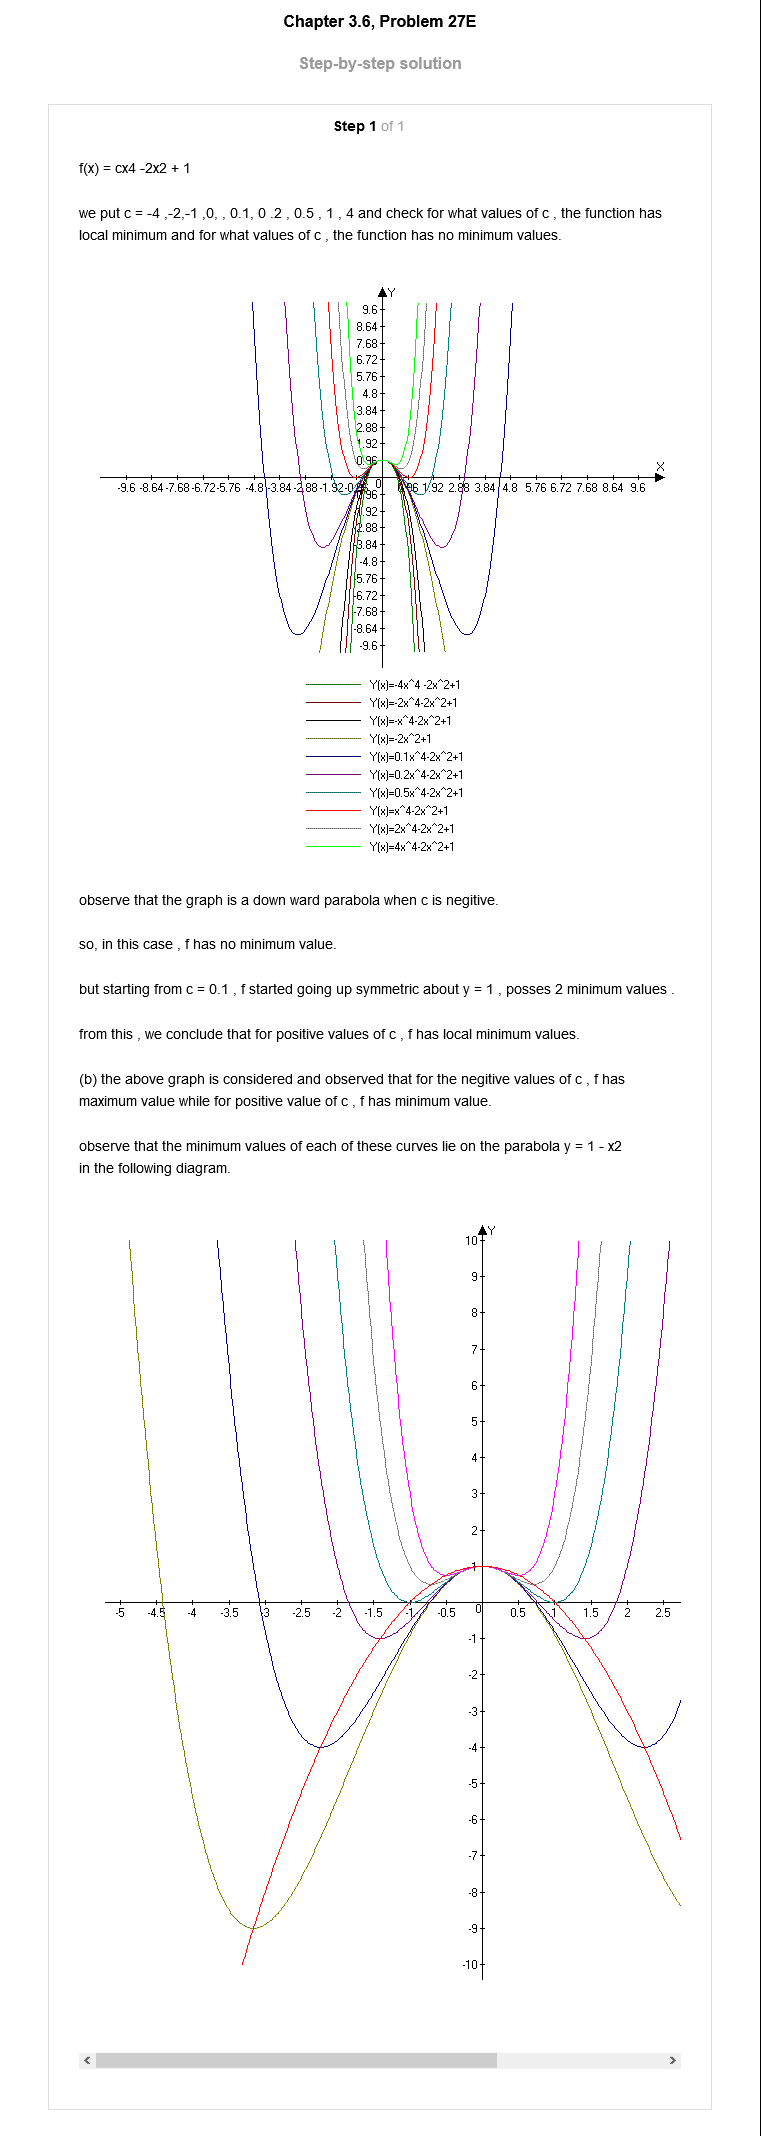 Chapter 3.6, Problem 27E
Step-by-step solution
Step 1 of 1
f(x) = cx4 -2x2 + 1
we put c = -4 ,-2,-1 ,0, , 0.1, 0 .2 , 0.5 , 1 , 4 and check for what values of c , the function has
local minimum and for what values of c , the function has no minimum values.
Y
9.6
8.64
7.68
6.72
5.76
4.8
3.84
2.88
1.92
0.96
X
-9.6 -8.64 -7.68 -6.72 -5.76 -4.8 -3.84 -2.88 -1.92 0 1.92 2.88 3.84 4.8 5.76 6.72 7.68 8.64 9.6
-3.84
-4.8
-5.76
-6.72
-7.68
-8.64
-9.6
Y(x)=-4x^4 -2x^2+1
Y(x)=-2x^4-2x^2+1
Y(x)=-x^4-2x^2+1
Y(x)=-2x^2+1
Y(x)=0.1x^4-2x^2+1
Y(x)=0.2x^4-2x^2+1
Y(x)=0.5x^4-2x^2+1
Y(x)=x^4-2x^2+1
Y(x)=2x^4-2x^2+1
Y(x)=4x^4-2x^2+1
observe that the graph is a down ward parabola when c is negitive.
so, in this case , f has no minimum value.
but starting from c = 0.1 , f started going up symmetric about y = 1 , posses 2 minimum values .
from this , we conclude that for positive values of c , f has local minimum values.
(b) the above graph is considered and observed that for the negitive values of c , f has
maximum value while for positive value of c , f has minimum value.
observe that the minimum values of each of these curves lie on the parabola y = 1 - x2
in the following diagram.
Y
10
9
8
7
6
5
4
3
2
1
-5 -4.5 -4 -3.5 -3 -2.5 -2 -1.5 -1 -0.5 0 0.5 1 1.5 2 2.5
-1
-2
-3
-4
-5
-6
-7
-8
-9
-10